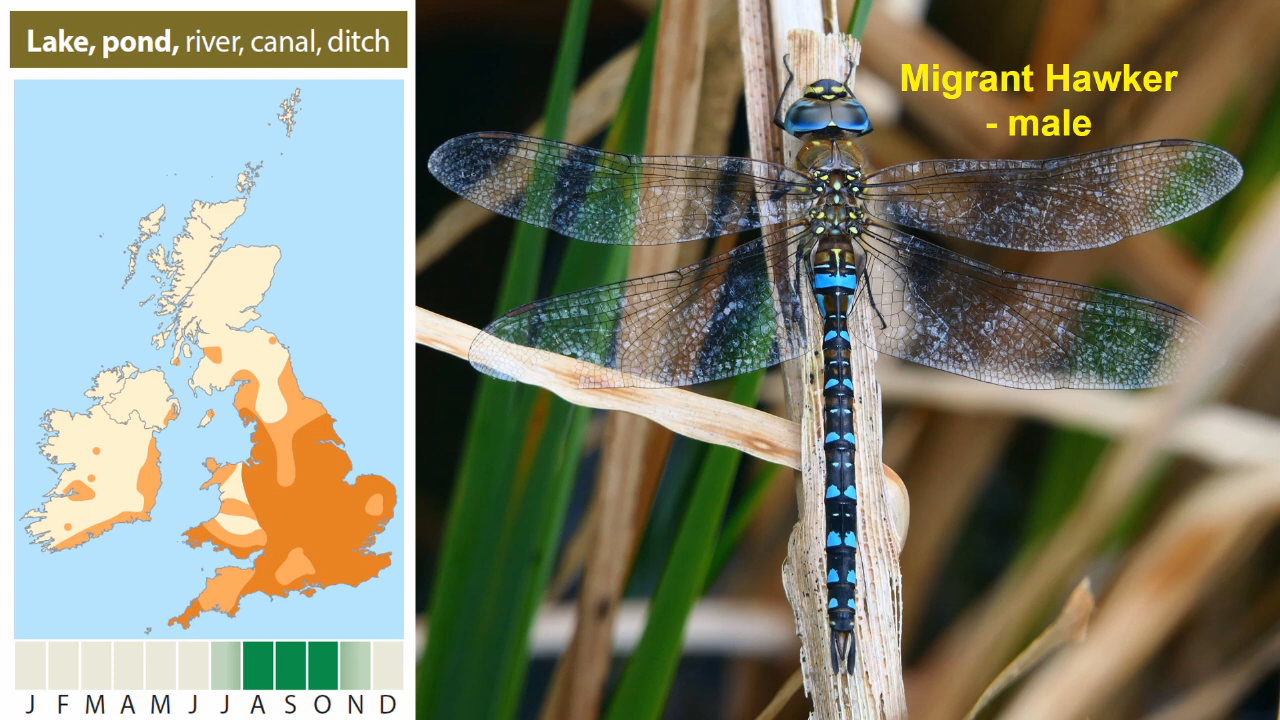 Lake, pond, river, canal, ditch
Migrant Hawker
- male
J F M A M J J A S O N D